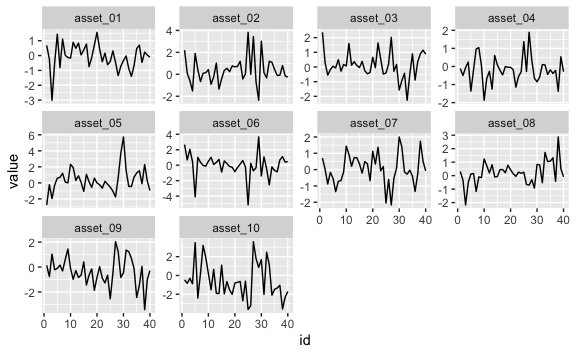 asset_01 asset_02 asset_03 asset_04
1 0 -1 -2 -3
4 2 0 -2
2 1 0 -1 -2
2 1 0 -1 -2
asset_05 asset_06 asset_07 asset_08
6 4 2 0 -2
4 2 0 -2 -4
2 1 0 -1 -2
3 2 1 0 -1 -2
0 10 20 30 40
0 10 20 30 40
asset_09 asset_10
2 0 -2
2 0 -2
0 10 20 30 40
0 10 20 30 40
value
id